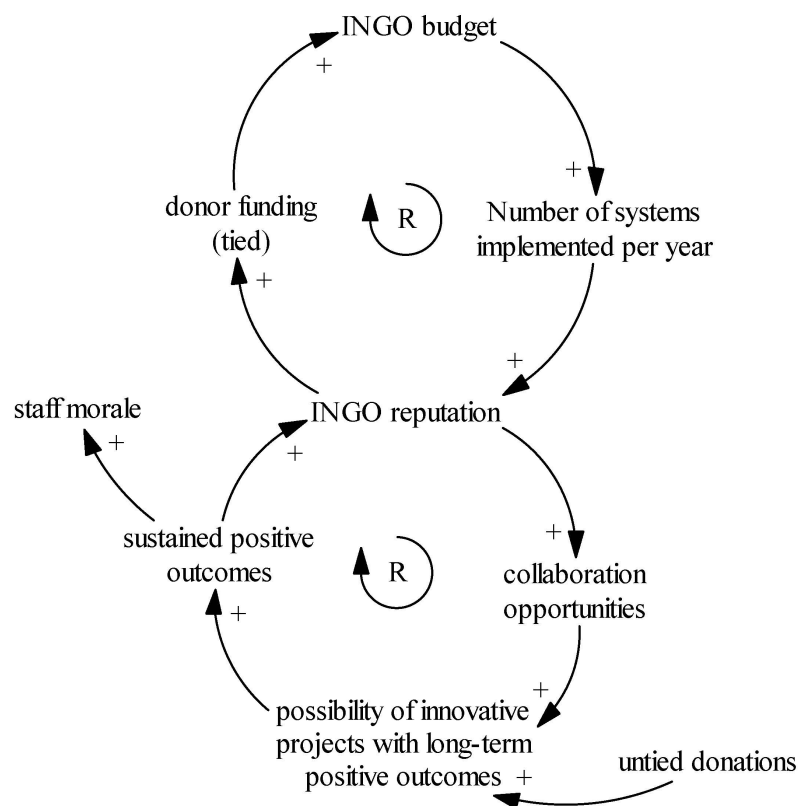 INGO budget
+
+
donor funding
(tied)
R
Number of systems
implemented per year
+
+
staff morale
INGO reputation
+
+
sustained positive
outcomes
+
R
collaboration
opportunities
+
+
possibility of innovative
projects with long-term
positive outcomes +
untied donations